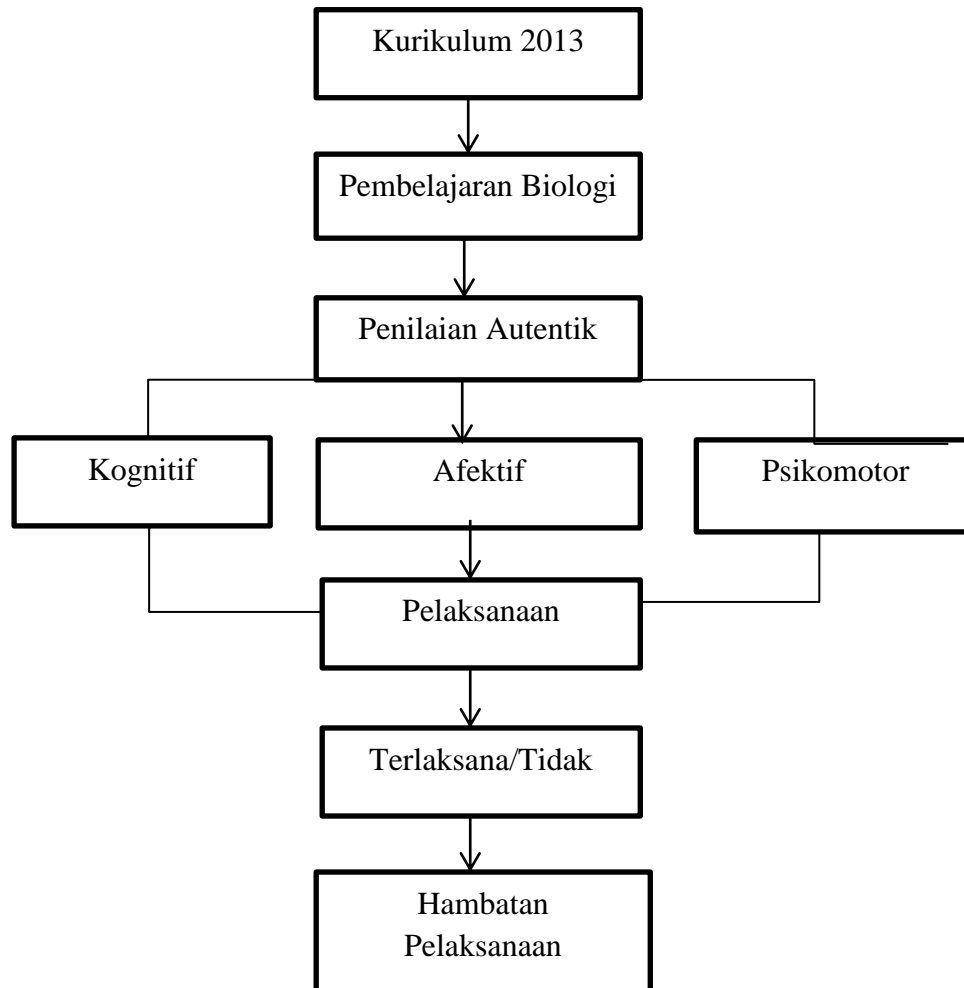 Kurikulum 2013
Pembelajaran Biologi
Penilaian Autentik
Kognitif
Afektif
Psikomotor
Pelaksanaan
Terlaksana/Tidak
Hambatan
Pelaksanaan